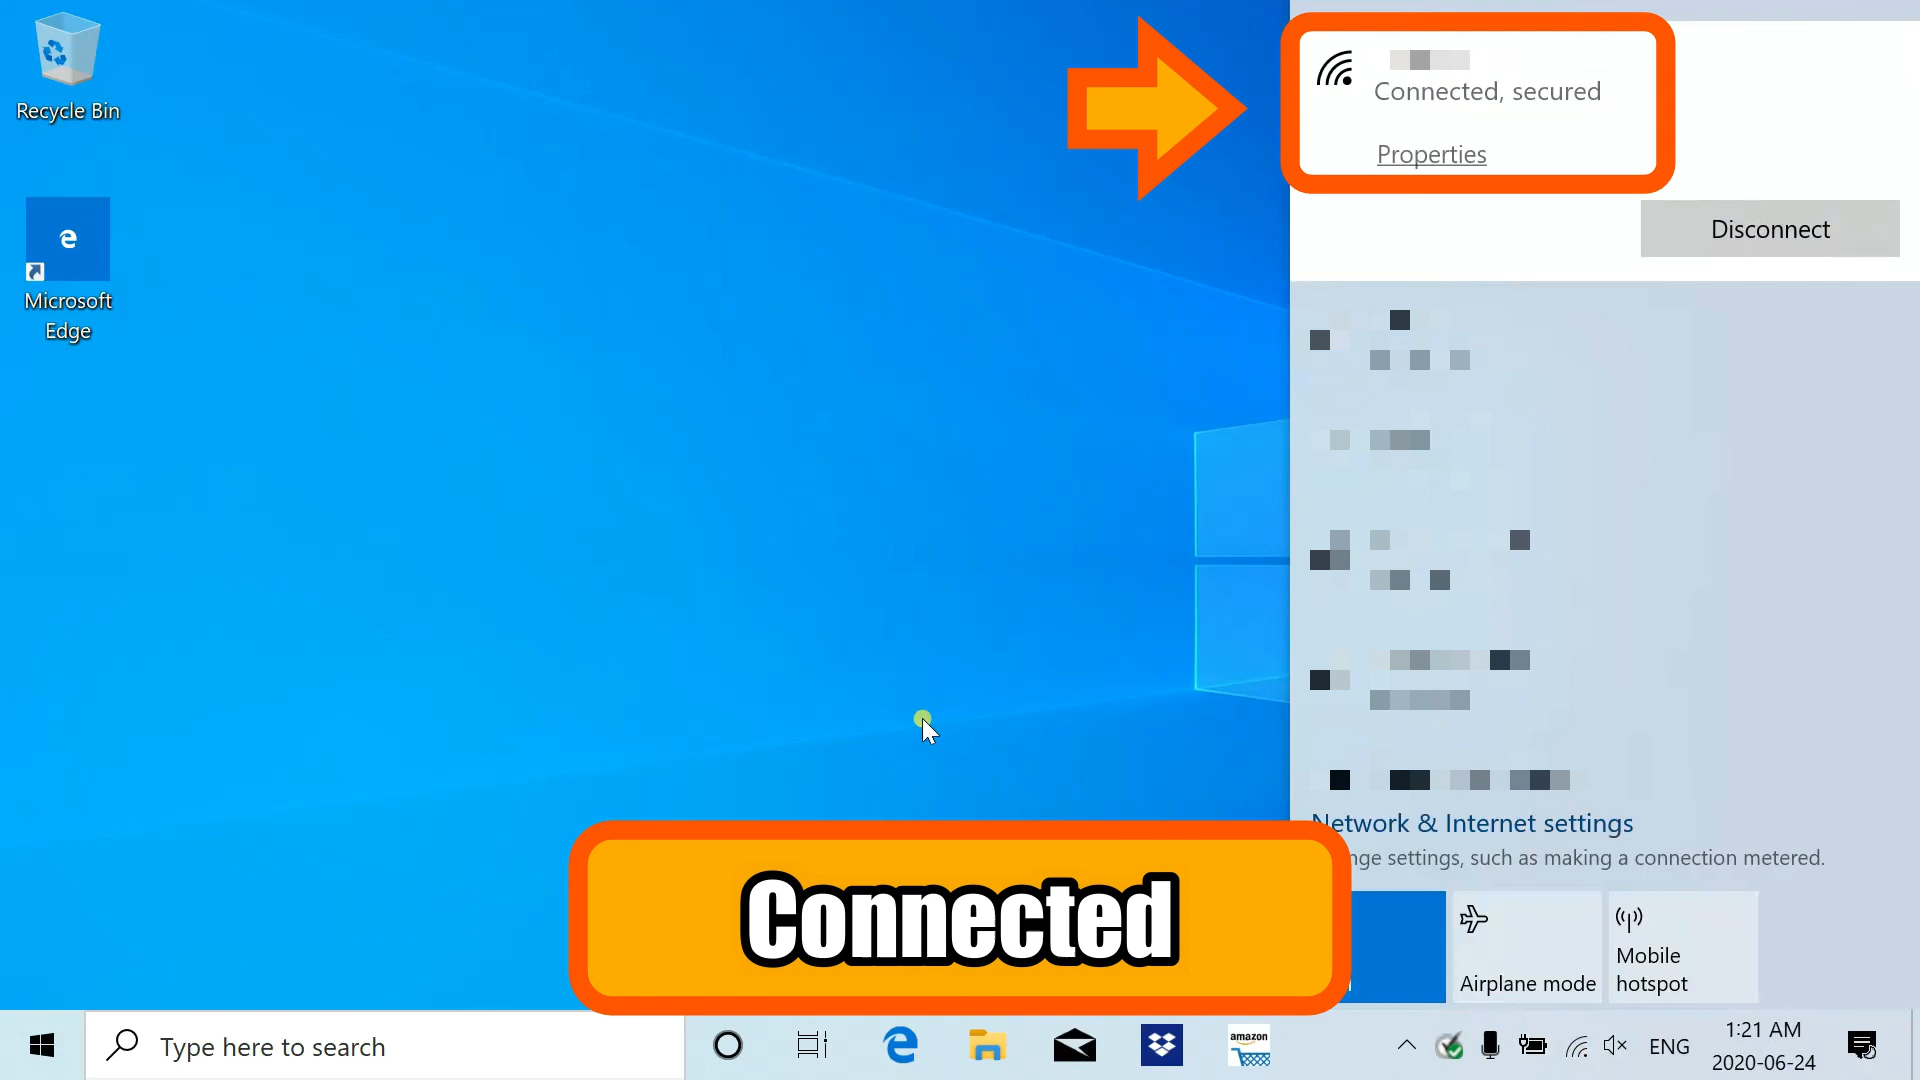 Recycle Bin
Microsoft
Edge
Connected, secured
Properties
Disconnect
Network & Internet settings
nge settings, such as making a connection metered.
Connected
Airplane mode
Mobile
hotspot
Type here to search
amazon
ENG
1:21 AM
2020-06-24